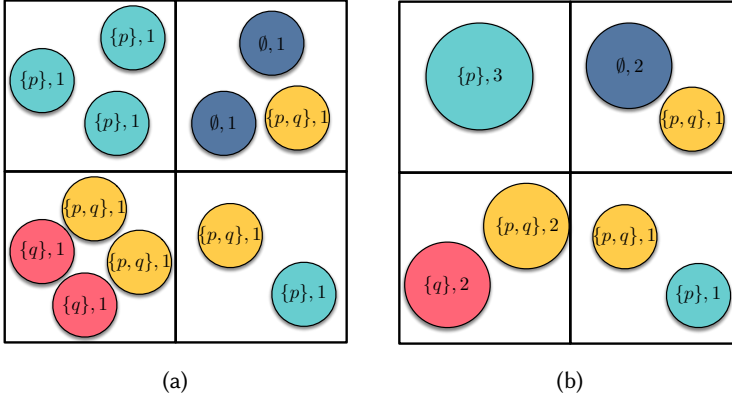 {p}, 1
{p}, 1
{p}, 1
∅, 1
∅, 1
{p, q}, 1
{p, q}, 1
{q}, 1
{p, q}, 1
{q}, 1
{p, q}, 1
{p}, 1
(a)
{p}, 3
∅, 2
{p, q}, 1
{p, q}, 2
{q}, 2
{p, q}, 1
{p}, 1
(b)